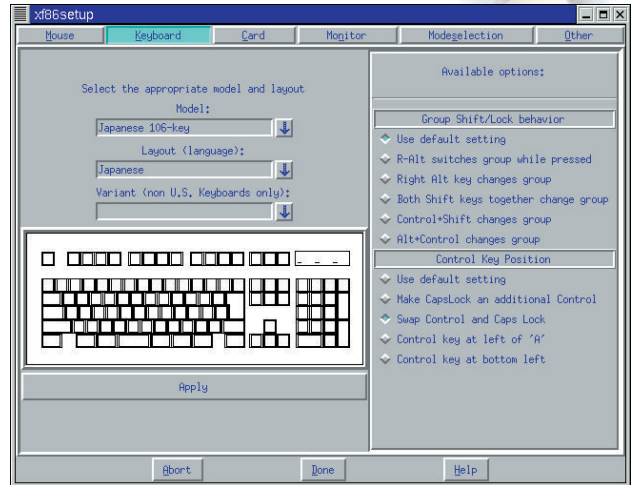 xf86setup
Mouse Keyboard Card Monitor Modeselection Other
Select the appropriate model and layout
Model:
Japanese 106-key
Layout (language):
Japanese
Variant (non U.S. Keyboards only):
Apply
Available options:
Group Shift/Lock behavior
Use default setting
R-Alt switches group while pressed
Right Alt key changes group
Both Shift keys together change group
Control+Shift changes group
Alt+Control changes group
Control Key Position
Use default setting
Make CapsLock an additional Control
Swap Control and Caps Lock
Control key at left of 'A'
Control key at bottom left
Abort Done Help